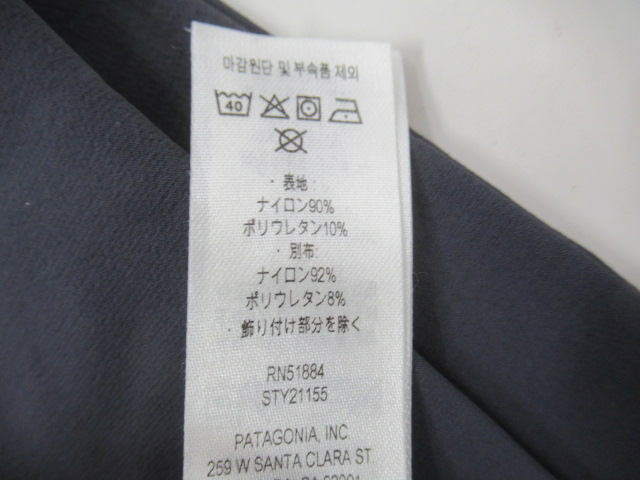 마감원단 및 부속품 제외
40
・表地:
ナイロン90%
ポリウレタン10%
・別布:
ナイロン92%
ポリウレタン8%
・飾り付け部分を除く
RN51884
STY21155
PATAGONIA, INC
259 W SANTA CLARA ST